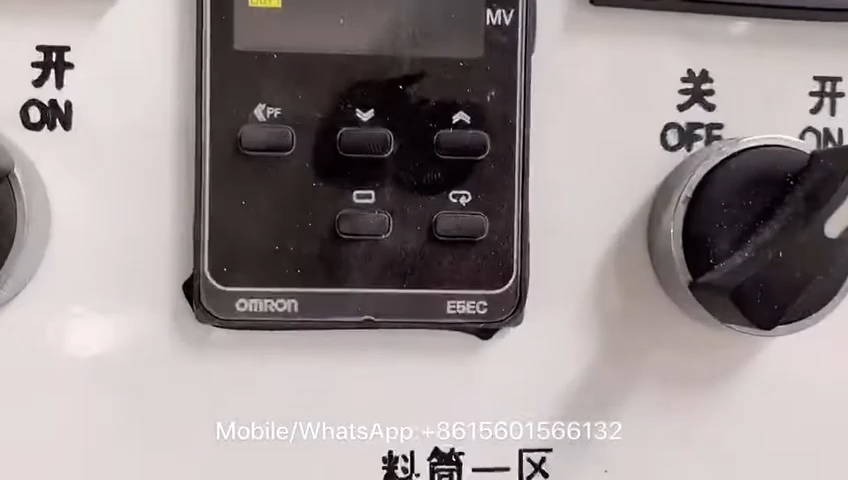 MV
开
ON
PF
关
OFF
开
ON
OMRON
E5EC
Mobile/WhatsApp:+8615601566132
料筒一区